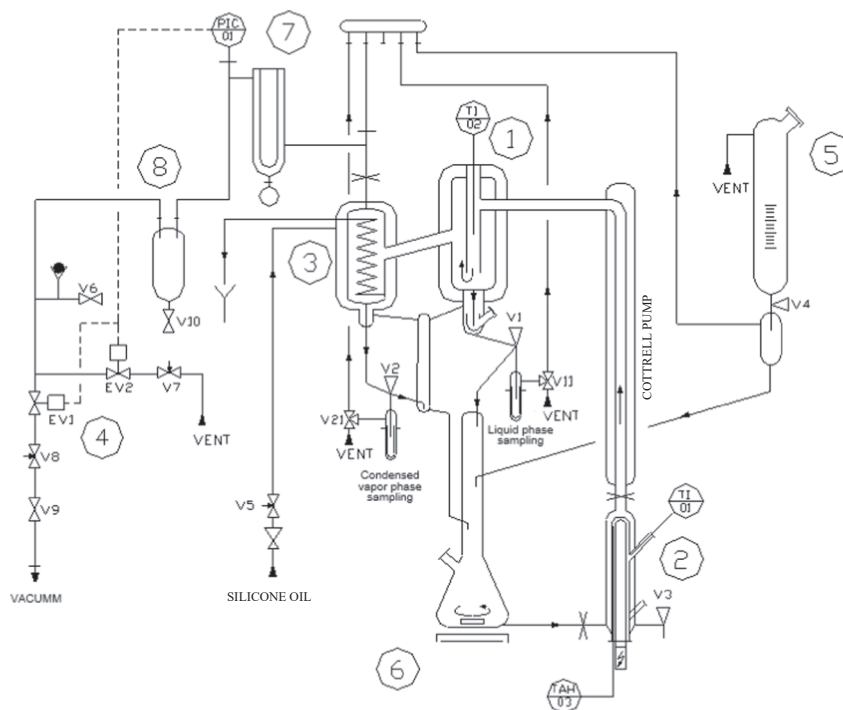 PIC
01
7
TI
02
1
5
VENT
8
3
V6
V10
V4
COTTRELL PUMP
V1
V2
EV2
V7
EV1
4
VENT
V11
VENT
V21
VENT
Liquid phase
sampling
Condensed
vapor phase
sampling
V8
V5
V9
TI
01
2
V3
VACUMM
SILICONE OIL
6
TAH
03